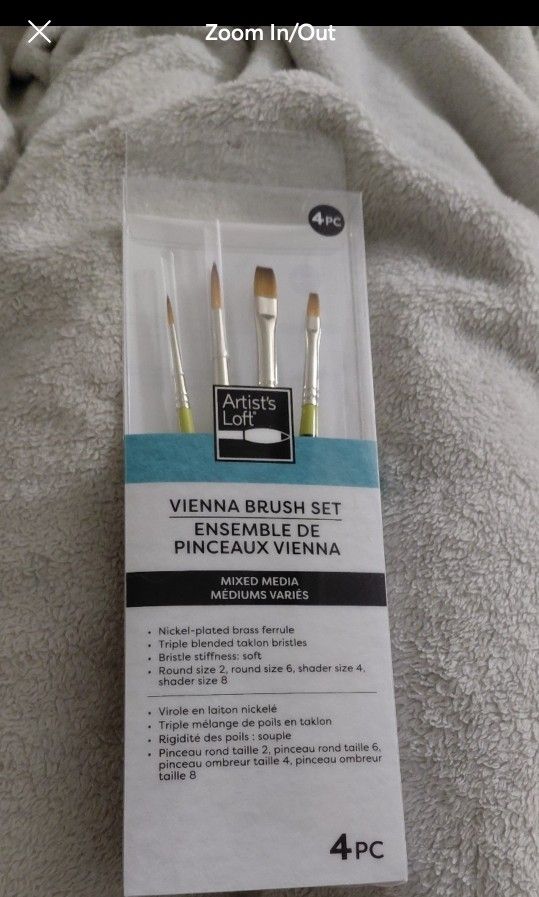 Zoom In/Out
4PC
Artist's
Loft®
VIENNA BRUSH SET
ENSEMBLE DE
PINCEAUX VIENNA
MIXED MEDIA
MÉDIUMS VARIÉS
• Nickel-plated brass ferrule
• Triple blended taklon bristles
• Bristle stiffness: soft
• Round size 2, round size 6, shader size 4,
shader size 8
• Virole en laiton nickelé
• Triple mélange de poils en taklon
• Rigidité des poils : souple
• Pinceau rond taille 2, pinceau rond taille 6,
pinceau ombreur taille 4, pinceau ombreur
taille 8
4PC